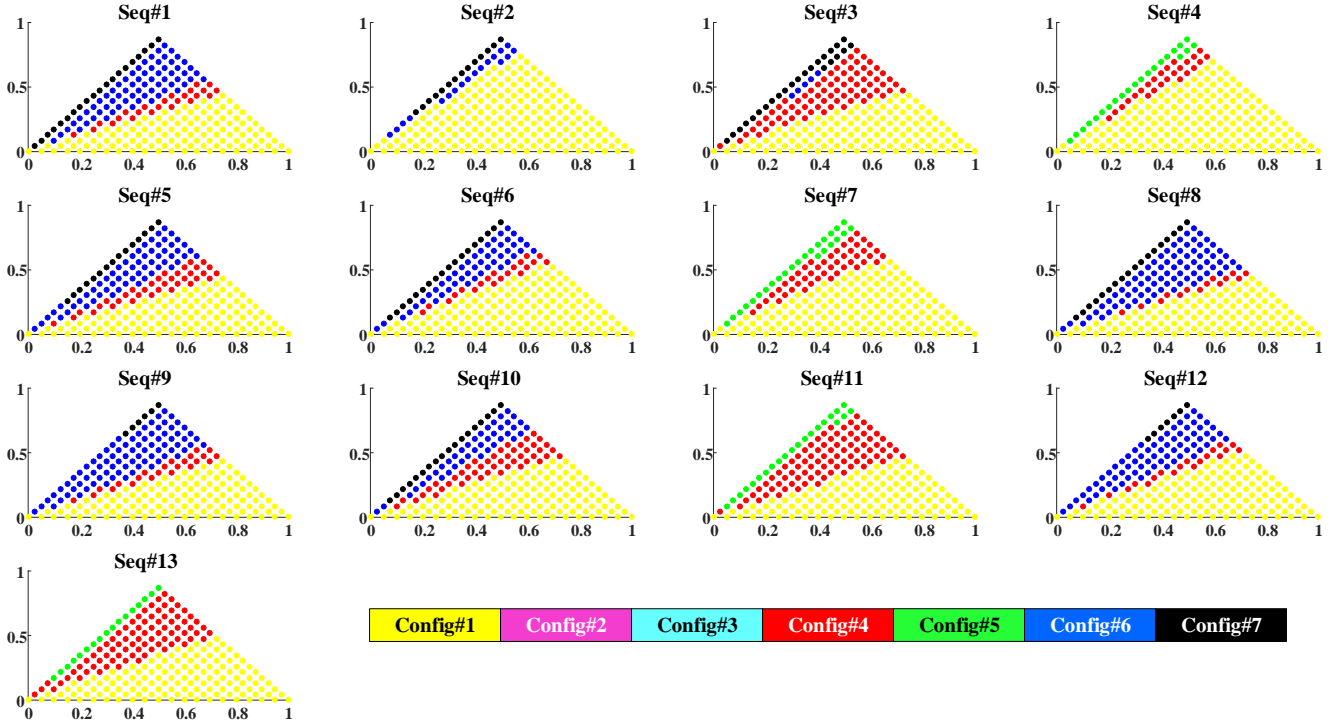 Seq#1 Seq#2 Seq#3 Seq#4
1 1 1 1
0.5 0.5 0.5 0.5
0 0 0 0
0 0.2 0.4 0.6 0.8 1 0 0.2 0.4 0.6 0.8 1 0 0.2 0.4 0.6 0.8 1 0 0.2 0.4 0.6 0.8 1
Seq#5 Seq#6 Seq#7 Seq#8
1 1 1 1
0.5 0.5 0.5 0.5
0 0 0 0
0 0.2 0.4 0.6 0.8 1 0 0.2 0.4 0.6 0.8 1 0 0.2 0.4 0.6 0.8 1 0 0.2 0.4 0.6 0.8 1
Seq#9 Seq#10 Seq#11 Seq#12
1 1 1 1
0.5 0.5 0.5 0.5
0 0 0 0
0 0.2 0.4 0.6 0.8 1 0 0.2 0.4 0.6 0.8 1 0 0.2 0.4 0.6 0.8 1 0 0.2 0.4 0.6 0.8 1
Seq#13
1
0.5
0
0 0.2 0.4 0.6 0.8 1
Config#1 Config#2 Config#3 Config#4 Config#5 Config#6 Config#7